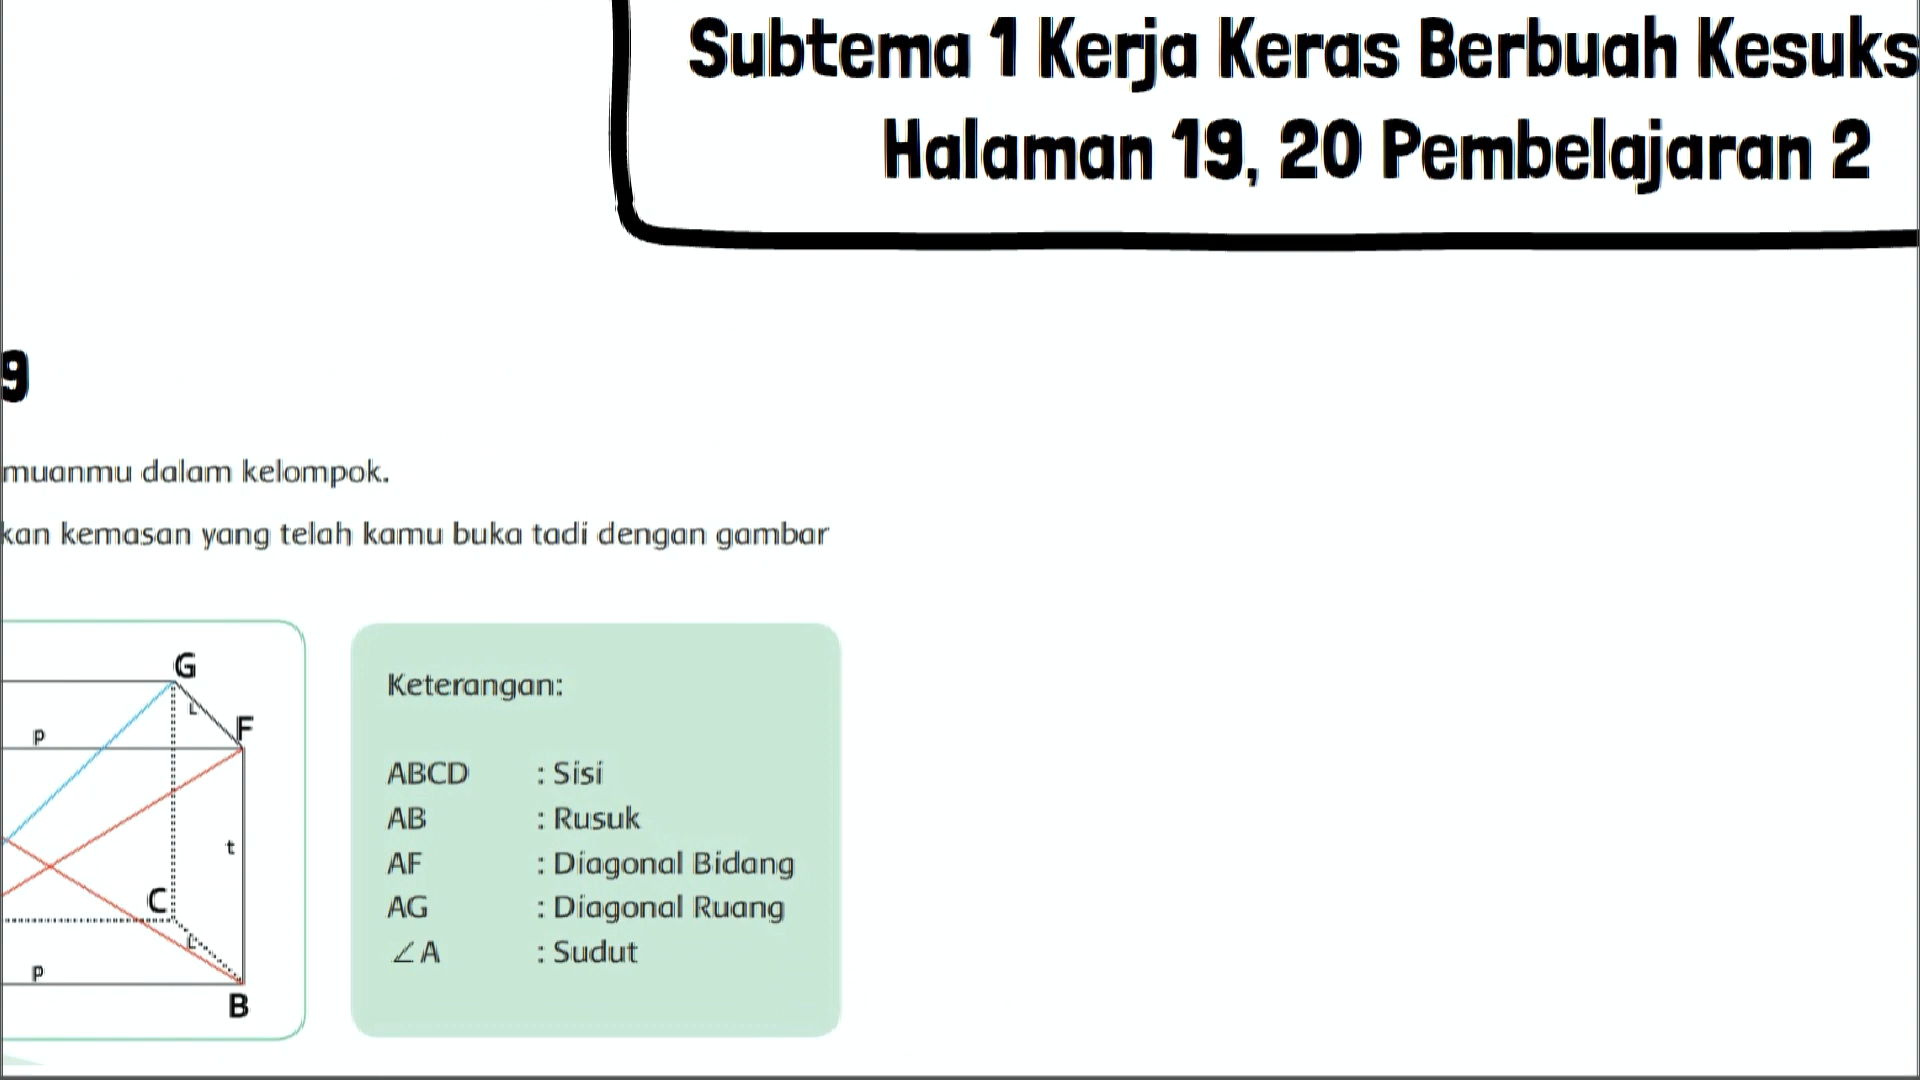 Subtema 1 Kerja Keras Berbuah Kesuks
Halaman 19, 20 Pembelajaran 2
9
muanmu dalam kelompok.
kan kemasan yang telah kamu buka tadi dengan gambar
G
L
F
p
t
C
L
p
B
Keterangan:
ABCD : Sisi
AB : Rusuk
AF : Diagonal Bidang
AG : Diagonal Ruang
∠A : Sudut